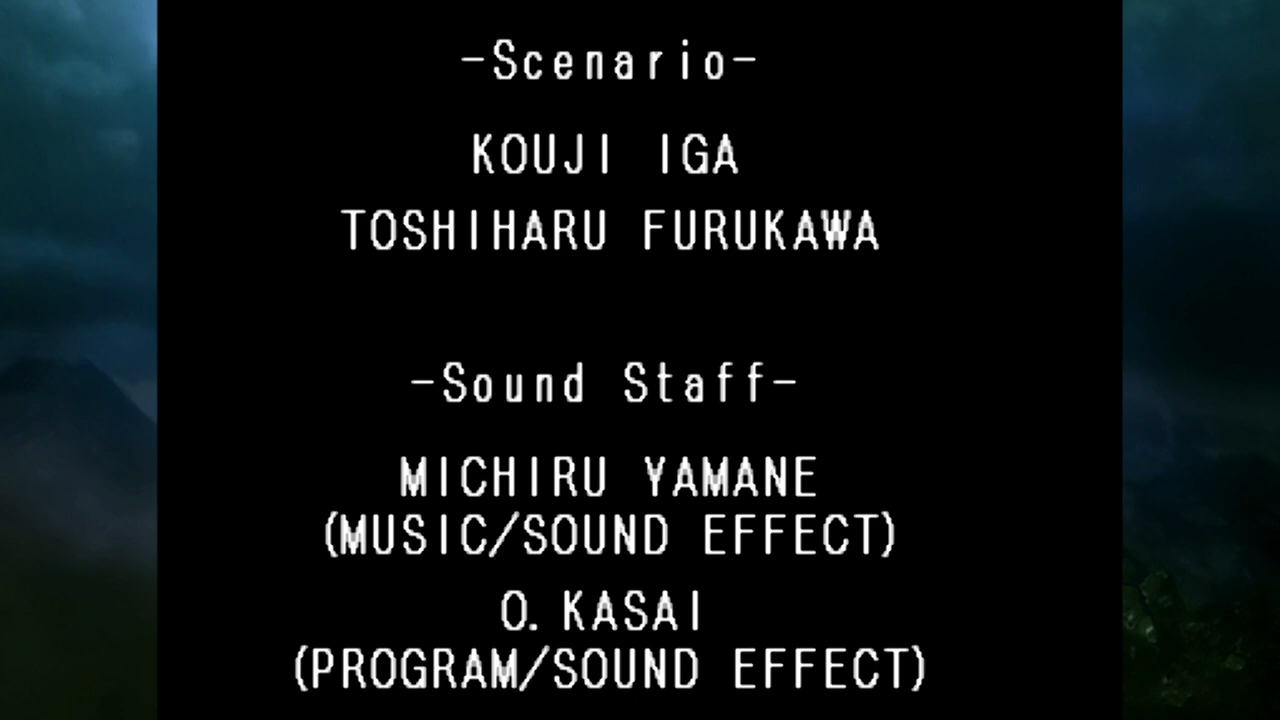 -Scenario-
KOUJI IGA
TOSHIHARU FURUKAWA
-Sound Staff-
MICHIRU YAMANE
(MUSIC/SOUND EFFECT)
O. KASAI
(PROGRAM/SOUND EFFECT)